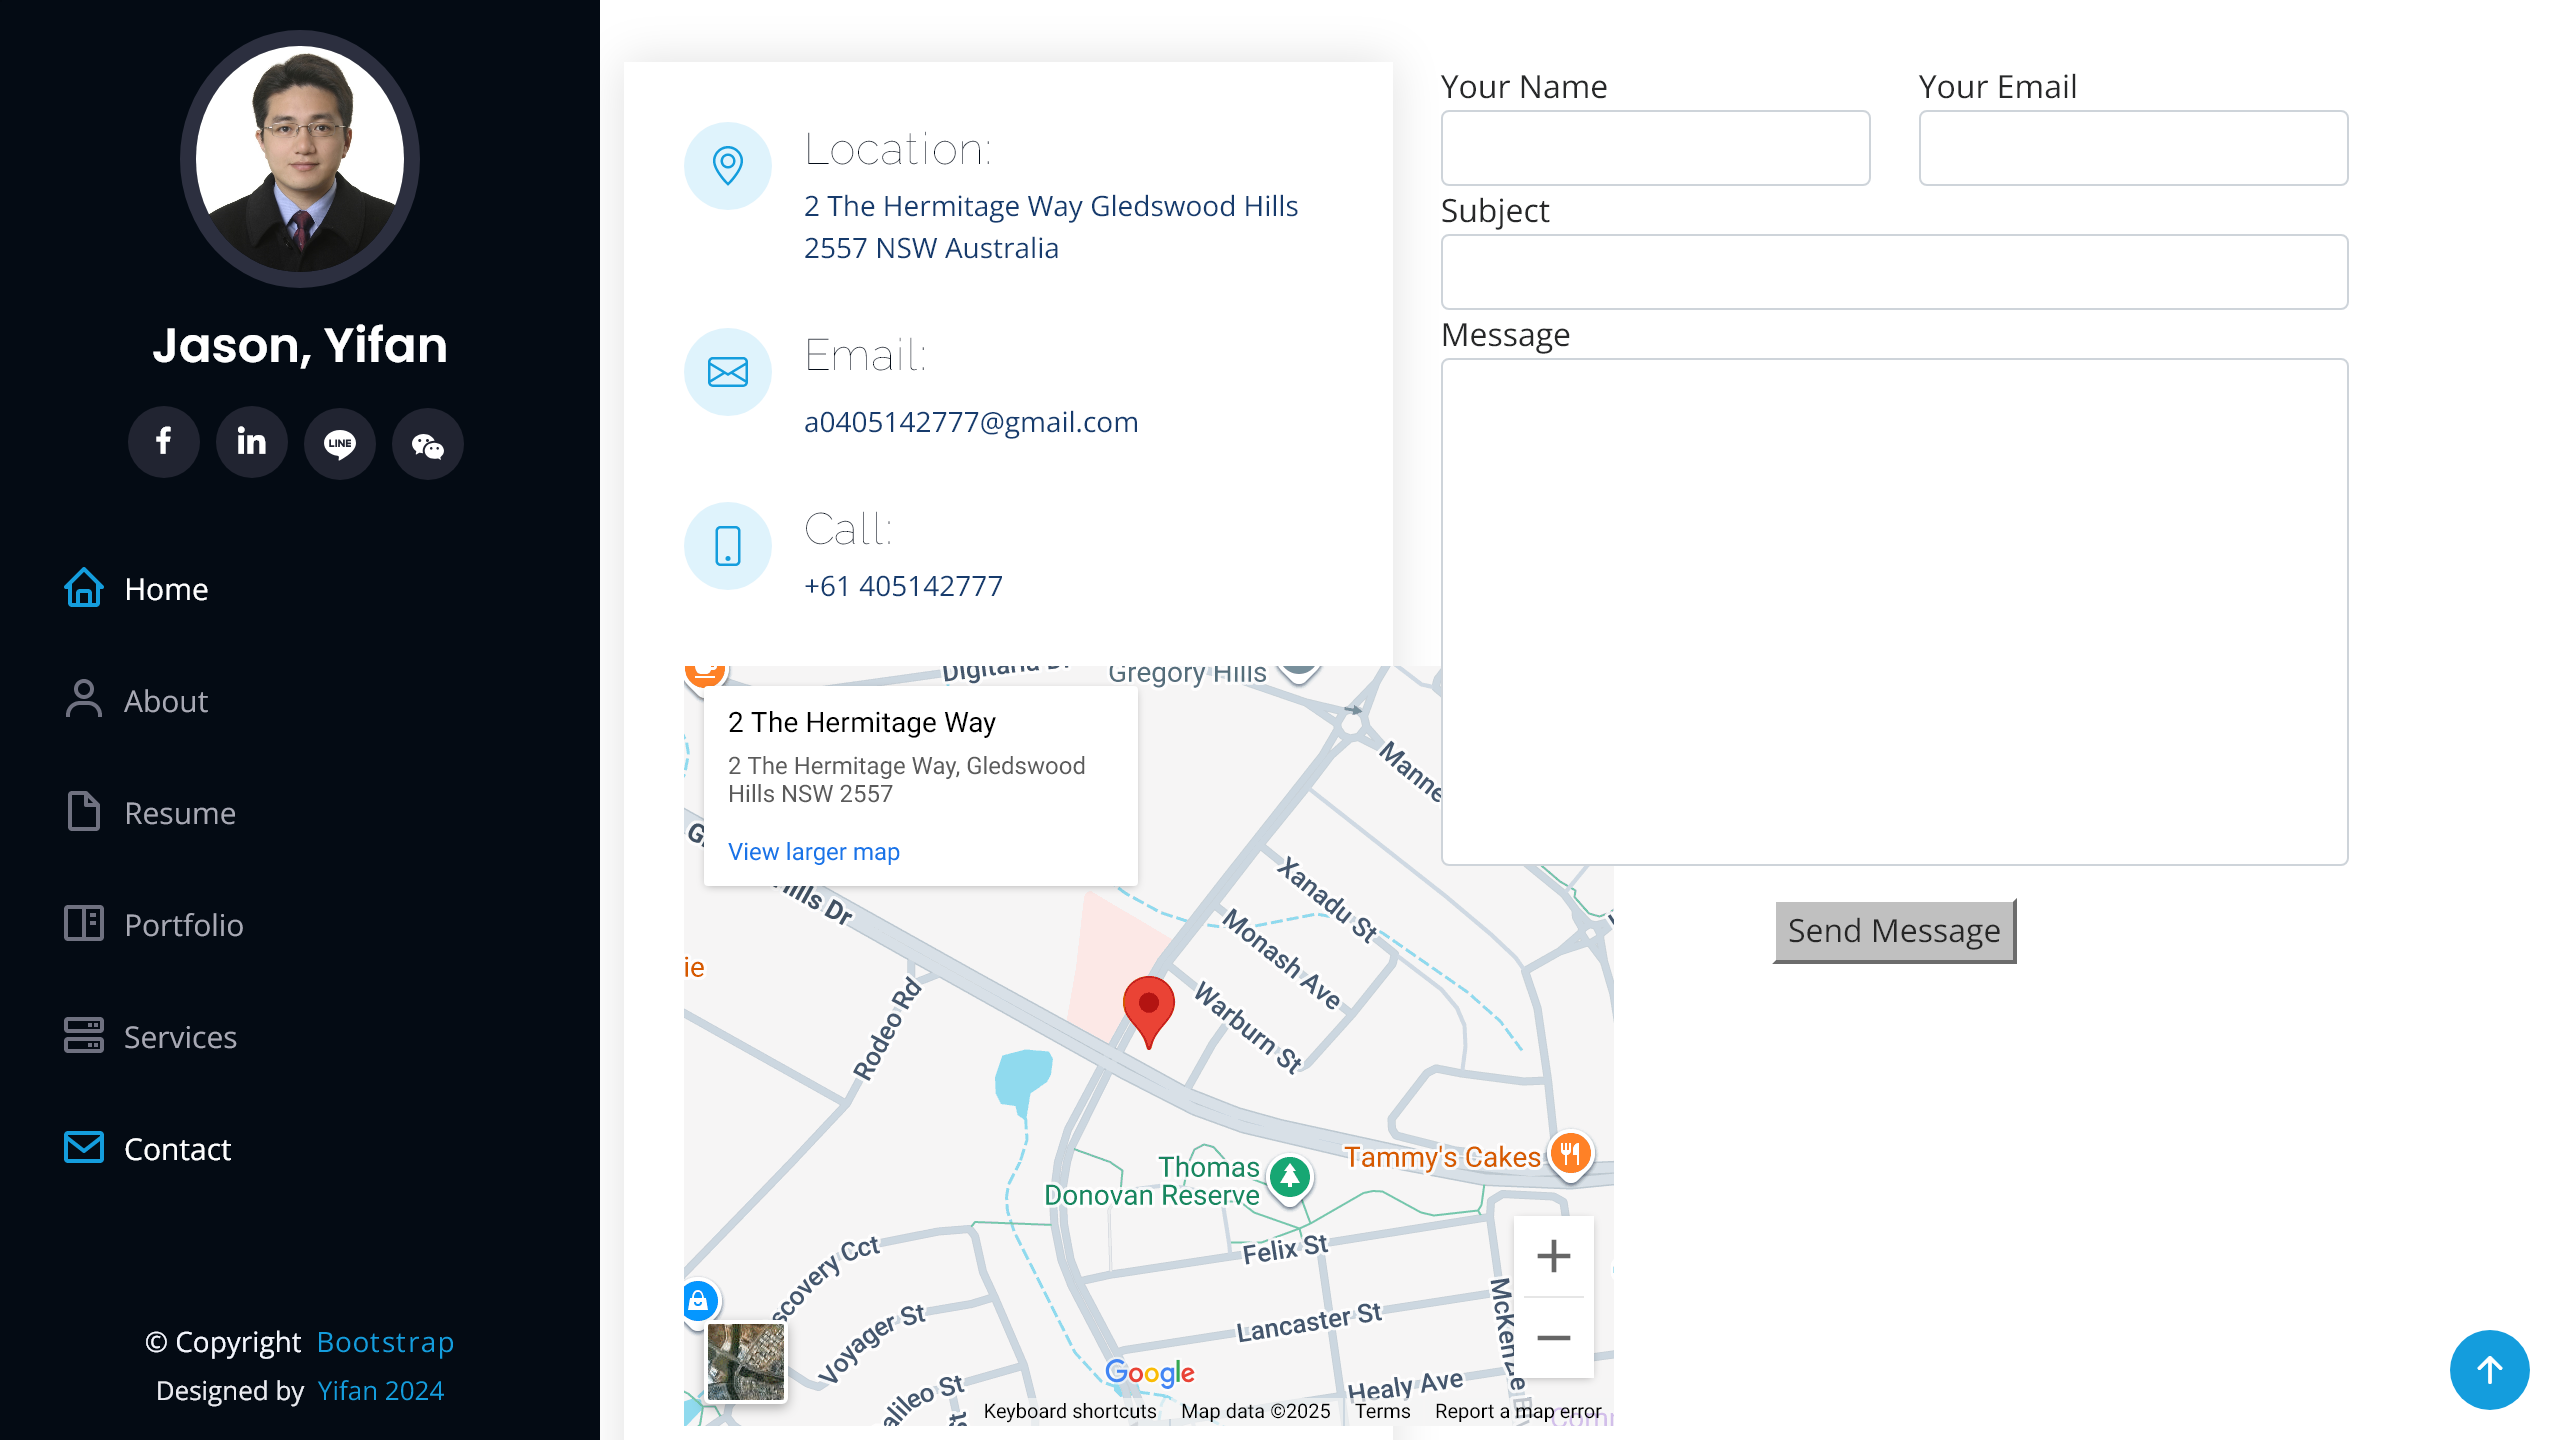 Jason, Yifan
LINE
Home
About
Resume
Portfolio
Services
Contact
© Copyright Bootstrap
Designed by Yifan 2024
Location:
2 The Hermitage Way Gledswood Hills
2557 NSW Australia
Email:
a0405142777@gmail.com
Call:
+61 405142777
Gregory Hills
2 The Hermitage Way
2 The Hermitage Way, Gledswood
Hills NSW 2557
View larger map
Hills Dr
Xanadu St
Monash Ave
Warburn St
Rodeo Rd
Thomas
Donovan Reserve
Tammy's Cakes
Felix St
Voyager St
Lancaster St
Healy Ave
Google
Keyboard shortcuts
Map data ©2025
Terms
Report a map error
Your Name
Your Email
Subject
Message
Send Message